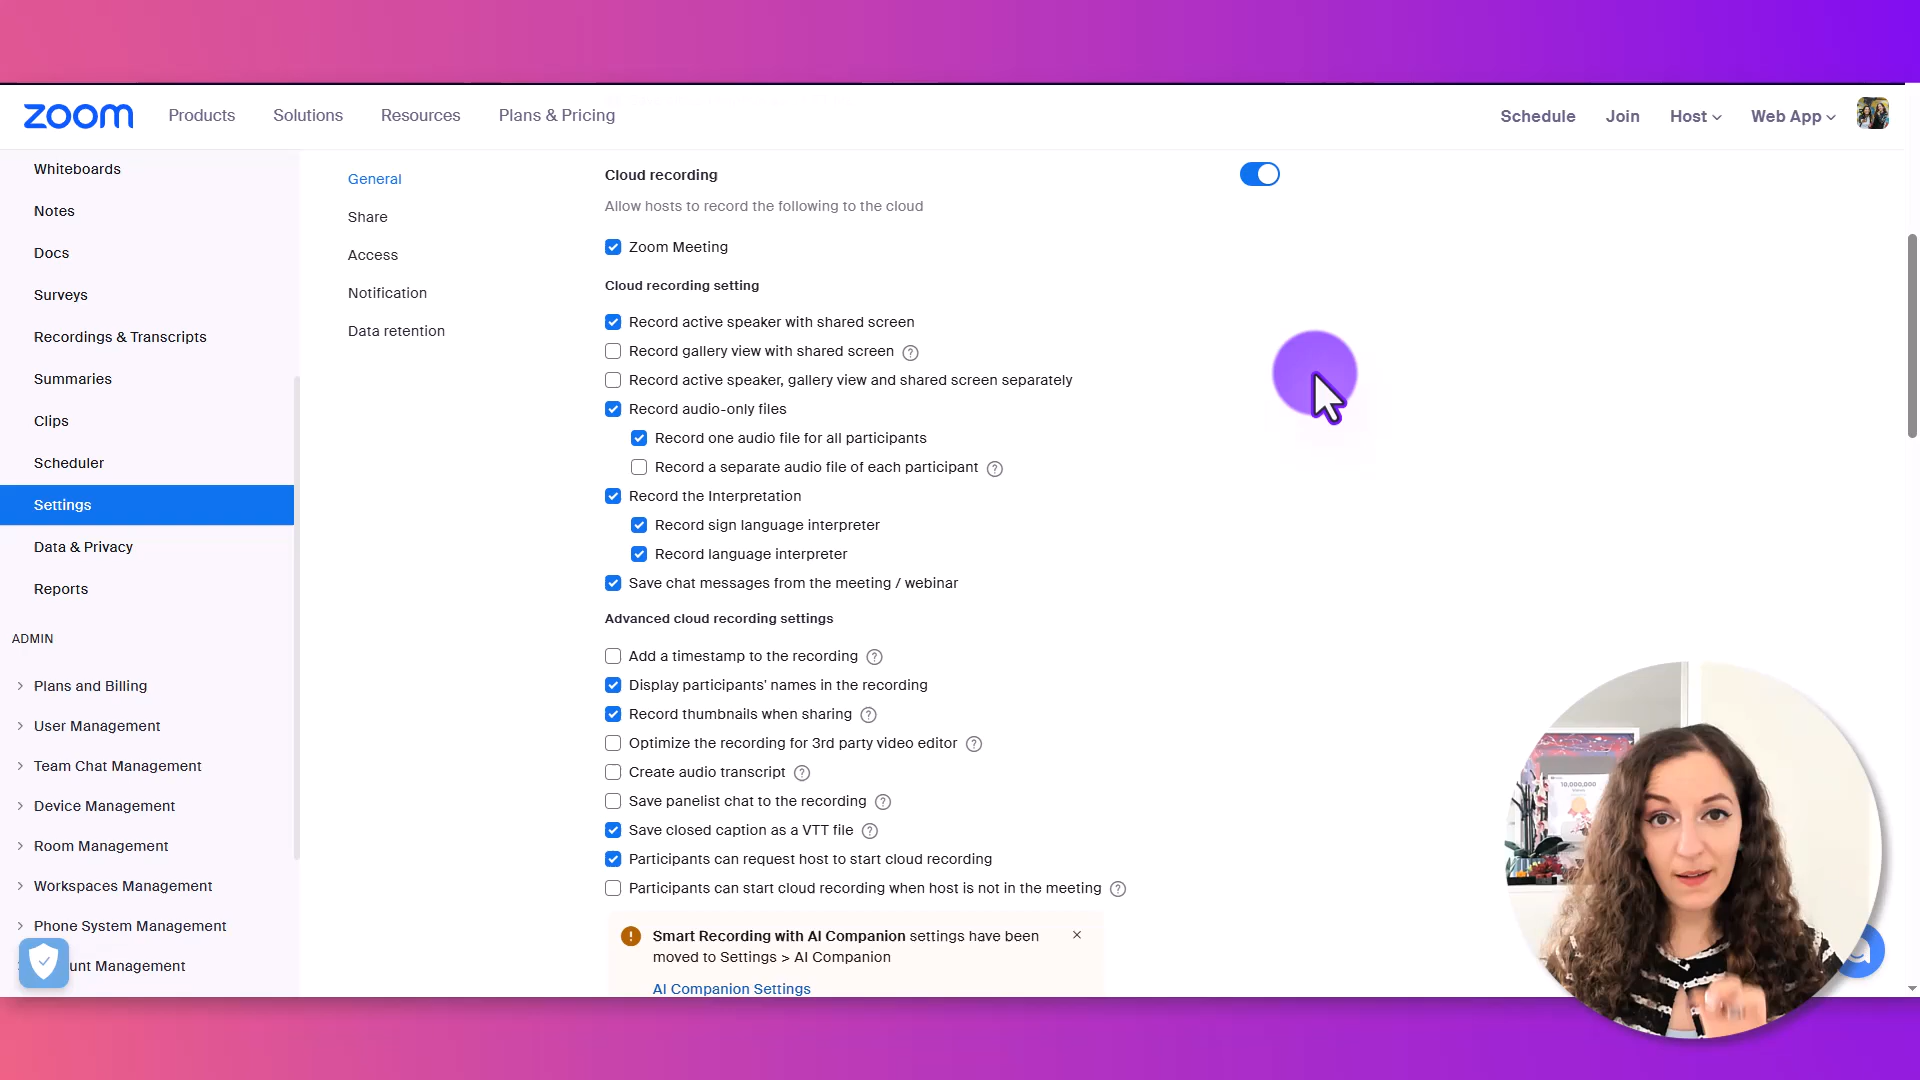 zoom
Products
Solutions
Resources
Plans & Pricing
Schedule
Join
Host
Web App
Whiteboards
Notes
Docs
Surveys
Recordings & Transcripts
Summaries
Clips
Scheduler
Settings
Data & Privacy
Reports
ADMIN
Plans and Billing
User Management
Team Chat Management
Device Management
Room Management
Workspaces Management
Phone System Management
unt Management
General
Share
Access
Notification
Data retention
Cloud recording
Allow hosts to record the following to the cloud
Zoom Meeting
Cloud recording setting
Record active speaker with shared screen
Record gallery view with shared screen ?
Record active speaker, gallery view and shared screen separately
Record audio-only files
Record one audio file for all participants
Record a separate audio file of each participant ?
Record the Interpretation
Record sign language interpreter
Record language interpreter
Save chat messages from the meeting / webinar
Advanced cloud recording settings
Add a timestamp to the recording ?
Display participants' names in the recording
Record thumbnails when sharing ?
Optimize the recording for 3rd party video editor ?
Create audio transcript ?
Save panelist chat to the recording ?
Save closed caption as a VTT file ?
Participants can request host to start cloud recording
Participants can start cloud recording when host is not in the meeting ?
Smart Recording with AI Companion settings have been
moved to Settings > AI Companion
AI Companion Settings
10,000,000